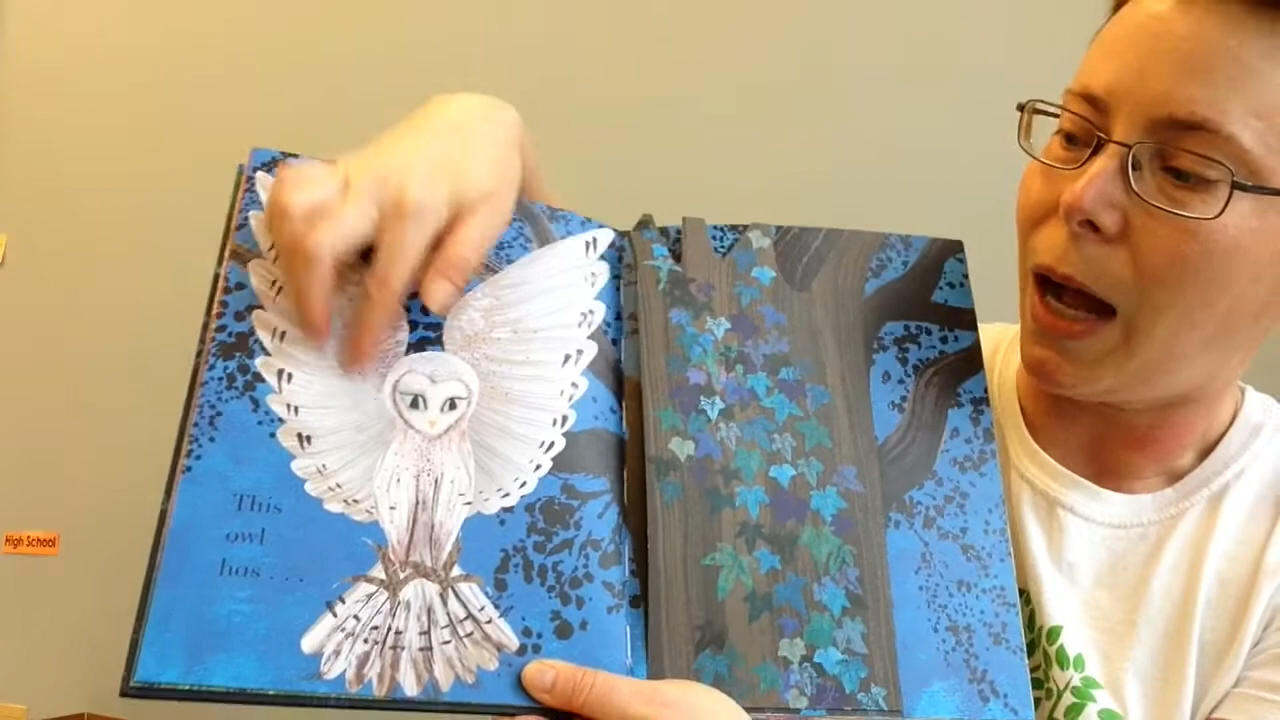 This
owl
has . . .
High School